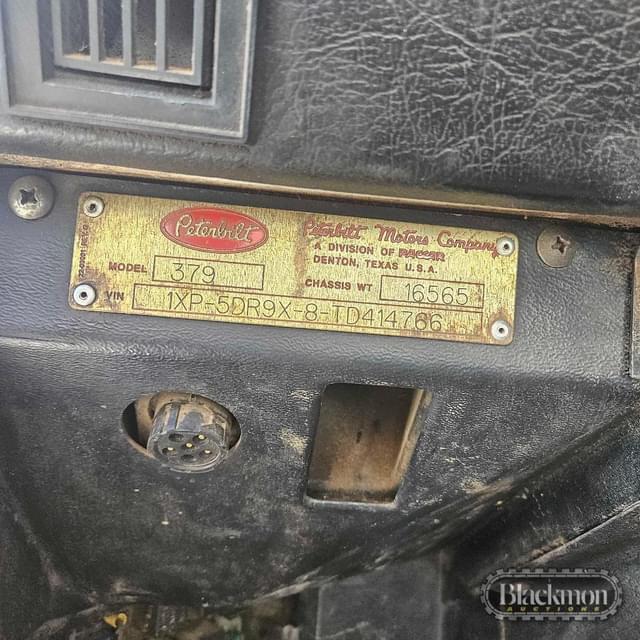 Peterbilt
Peterbilt Motors Company
A DIVISION OF PACCAR
DENTON, TEXAS U.S.A.
MODEL 379
CHASSIS WT 16565
VIN 1XP-5DR9X-8-TD414766
Blackmon
AUCTIONS